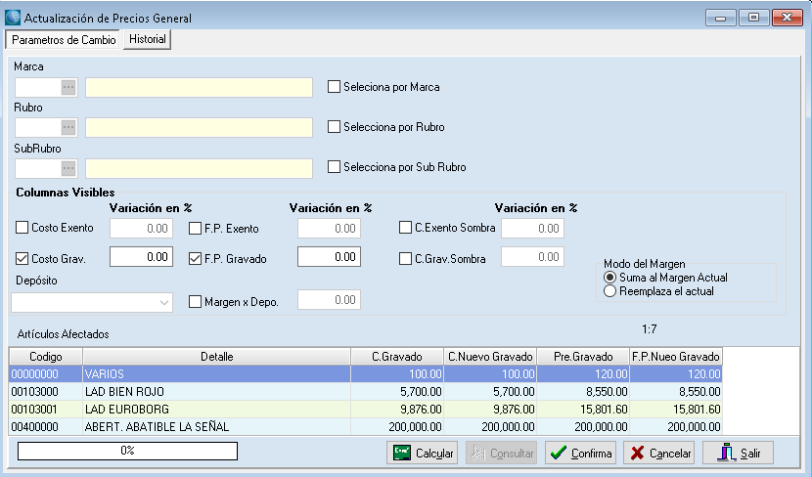 Actualización de Precios General
Parametros de Cambio Historial
Marca
Seleciona por Marca
Rubro
Selecciona por Rubro
SubRubro
Selecciona por Sub Rubro
Columnas Visibles
Variación en % Variación en % Variación en %
Costo Exento 0.00 F.P. Exento 0.00 C.Exento Sombra 0.00
Costo Grav. 0.00 F.P. Gravado 0.00 C.Grav.Sombra 0.00
Modo del Margen
Suma al Margen Actual
Reemplaza el actual
Depósito
Margen x Depo. 0.00
Artículos Afectados 1:7
Codigo Detalle C.Gravado C.Nuevo Gravado Pre.Gravado F.P.Nueo Gravado
00000000 VARIOS 100.00 100.00 120.00 120.00
00103000 LAD BIEN ROJO 5,700.00 5,700.00 8,550.00 8,550.00
00103001 LAD EUROBORG 9,876.00 9,876.00 15,801.60 15,801.60
00400000 ABERT. ABATIBLE LA SEÑAL 200,000.00 200,000.00 200,000.00 200,000.00
0% Calcular Consultar Confirma Cancelar Salir